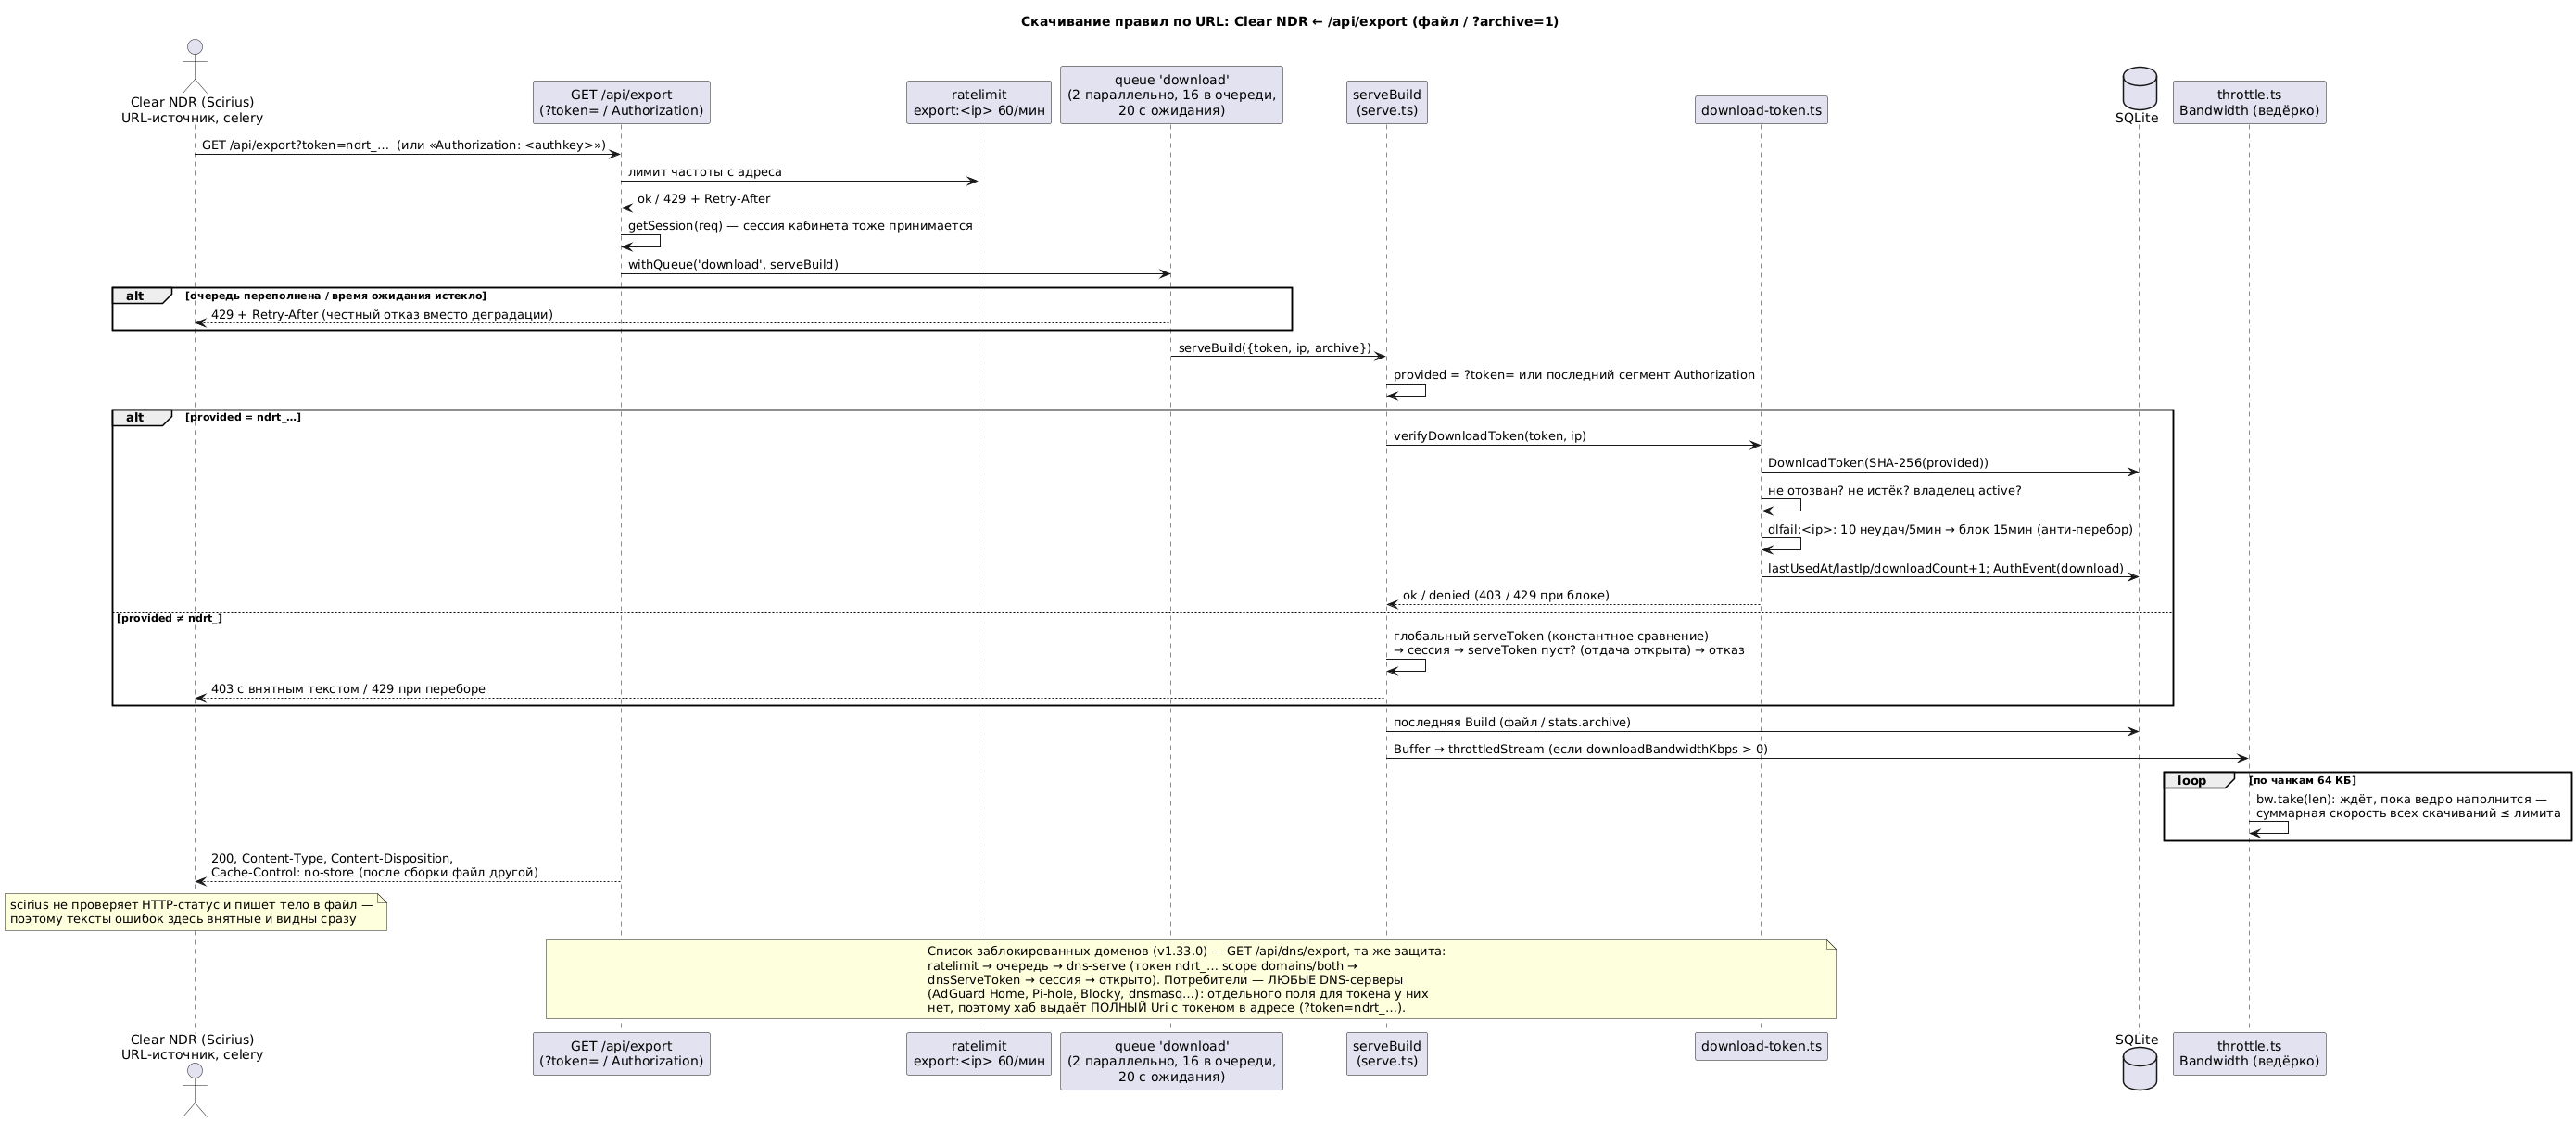 Скачивание правил по URL: Clear NDR ← /api/export (файл / ?archive=1)
Clear NDR (Scirius)
URL-источник, celery
GET /api/export
(?token= / Authorization)
ratelimit
export:<ip> 60/мин
queue 'download'
(2 параллельно, 16 в очереди,
20 с ожидания)
serveBuild
(serve.ts)
download-token.ts
SQLite
throttle.ts
Bandwidth (ведёрко)
GET /api/export?token=ndrt_… (или «Authorization: <authkey>»)
лимит частоты с адреса
ok / 429 + Retry-After
getSession(req) — сессия кабинета тоже принимается
withQueue('download', serveBuild)
alt
[очередь переполнена / время ожидания истекло]
429 + Retry-After (честный отказ вместо деградации)
serveBuild({token, ip, archive})
provided = ?token= или последний сегмент Authorization
alt
[provided = ndrt_…]
verifyDownloadToken(token, ip)
DownloadToken(SHA-256(provided))
не отозван? не истёк? владелец active?
dlfail:<ip>: 10 неудач/5мин → блок 15мин (анти-перебор)
lastUsedAt/lastIp/downloadCount+1; AuthEvent(download)
ok / denied (403 / 429 при блоке)
[provided ≠ ndrt_]
глобальный serveToken (константное сравнение)
→ сессия → serveToken пуст? (отдача открыта) → отказ
403 с внятным текстом / 429 при переборе
последняя Build (файл / stats.archive)
Buffer → throttledStream (если downloadBandwidthKbps > 0)
loop
[по чанкам 64 КБ]
bw.take(len): ждёт, пока ведро наполнится —
суммарная скорость всех скачиваний ≤ лимита
200, Content-Type, Content-Disposition,
Cache-Control: no-store (после сборки файл другой)
scirius не проверяет HTTP-статус и пишет тело в файл —
поэтому тексты ошибок здесь внятные и видны сразу
Список заблокированных доменов (v1.33.0) — GET /api/dns/export, та же защита:
ratelimit → очередь → dns-serve (токен ndrt_… scope domains/both →
dnsServeToken → сессия → открыто). Потребители — ЛЮБЫЕ DNS-серверы
(AdGuard Home, Pi-hole, Blocky, dnsmasq…): отдельного поля для токена у них
нет, поэтому хаб выдаёт ПОЛНЫЙ Uri с токеном в адресе (?token=ndrt_…).
Clear NDR (Scirius)
URL-источник, celery
GET /api/export
(?token= / Authorization)
ratelimit
export:<ip> 60/мин
queue 'download'
(2 параллельно, 16 в очереди,
20 с ожидания)
serveBuild
(serve.ts)
download-token.ts
SQLite
throttle.ts
Bandwidth (ведёрко)